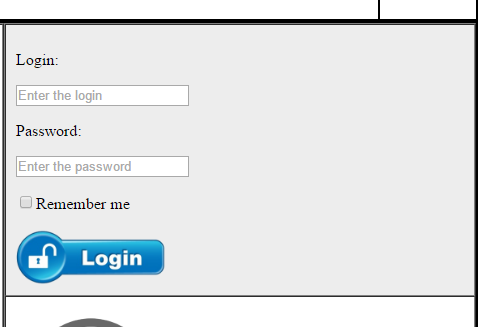 Login:
Enter the login
Password:
Enter the password
Remember me
Login